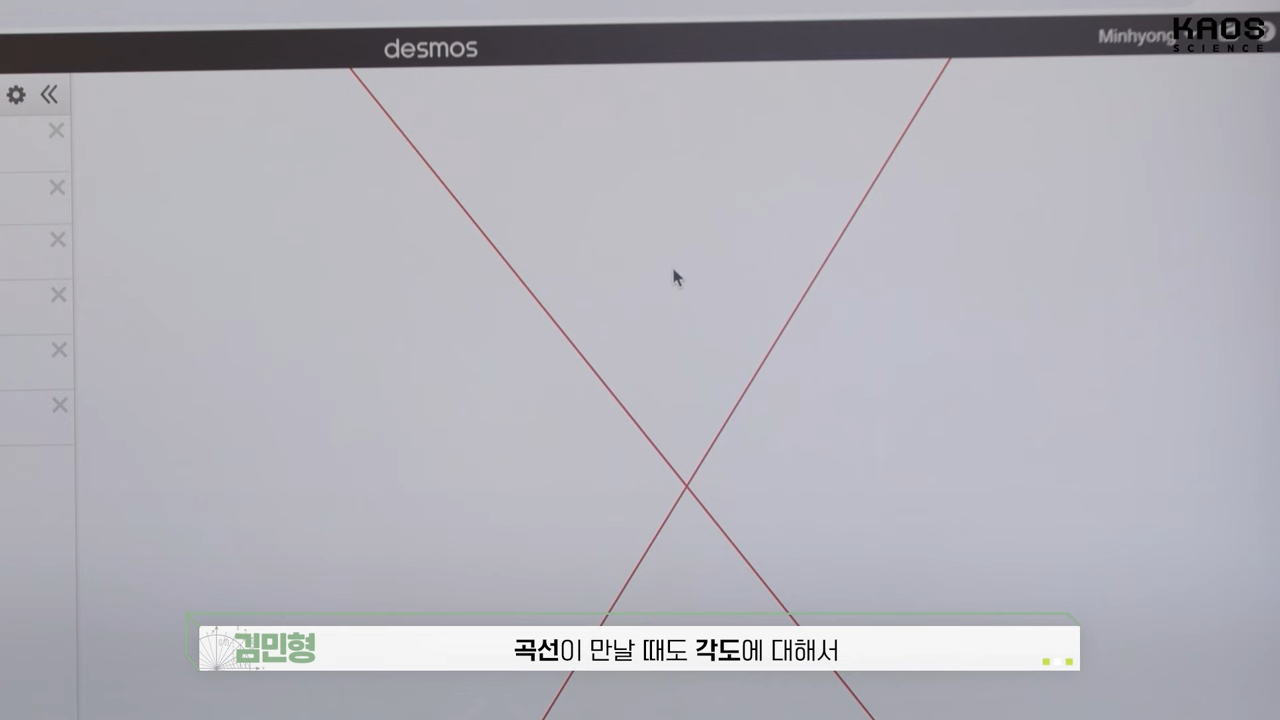 desmos
Minhyong
KAOS
SCIENCE
김민형
곡선이 만날 때도 각도에 대해서